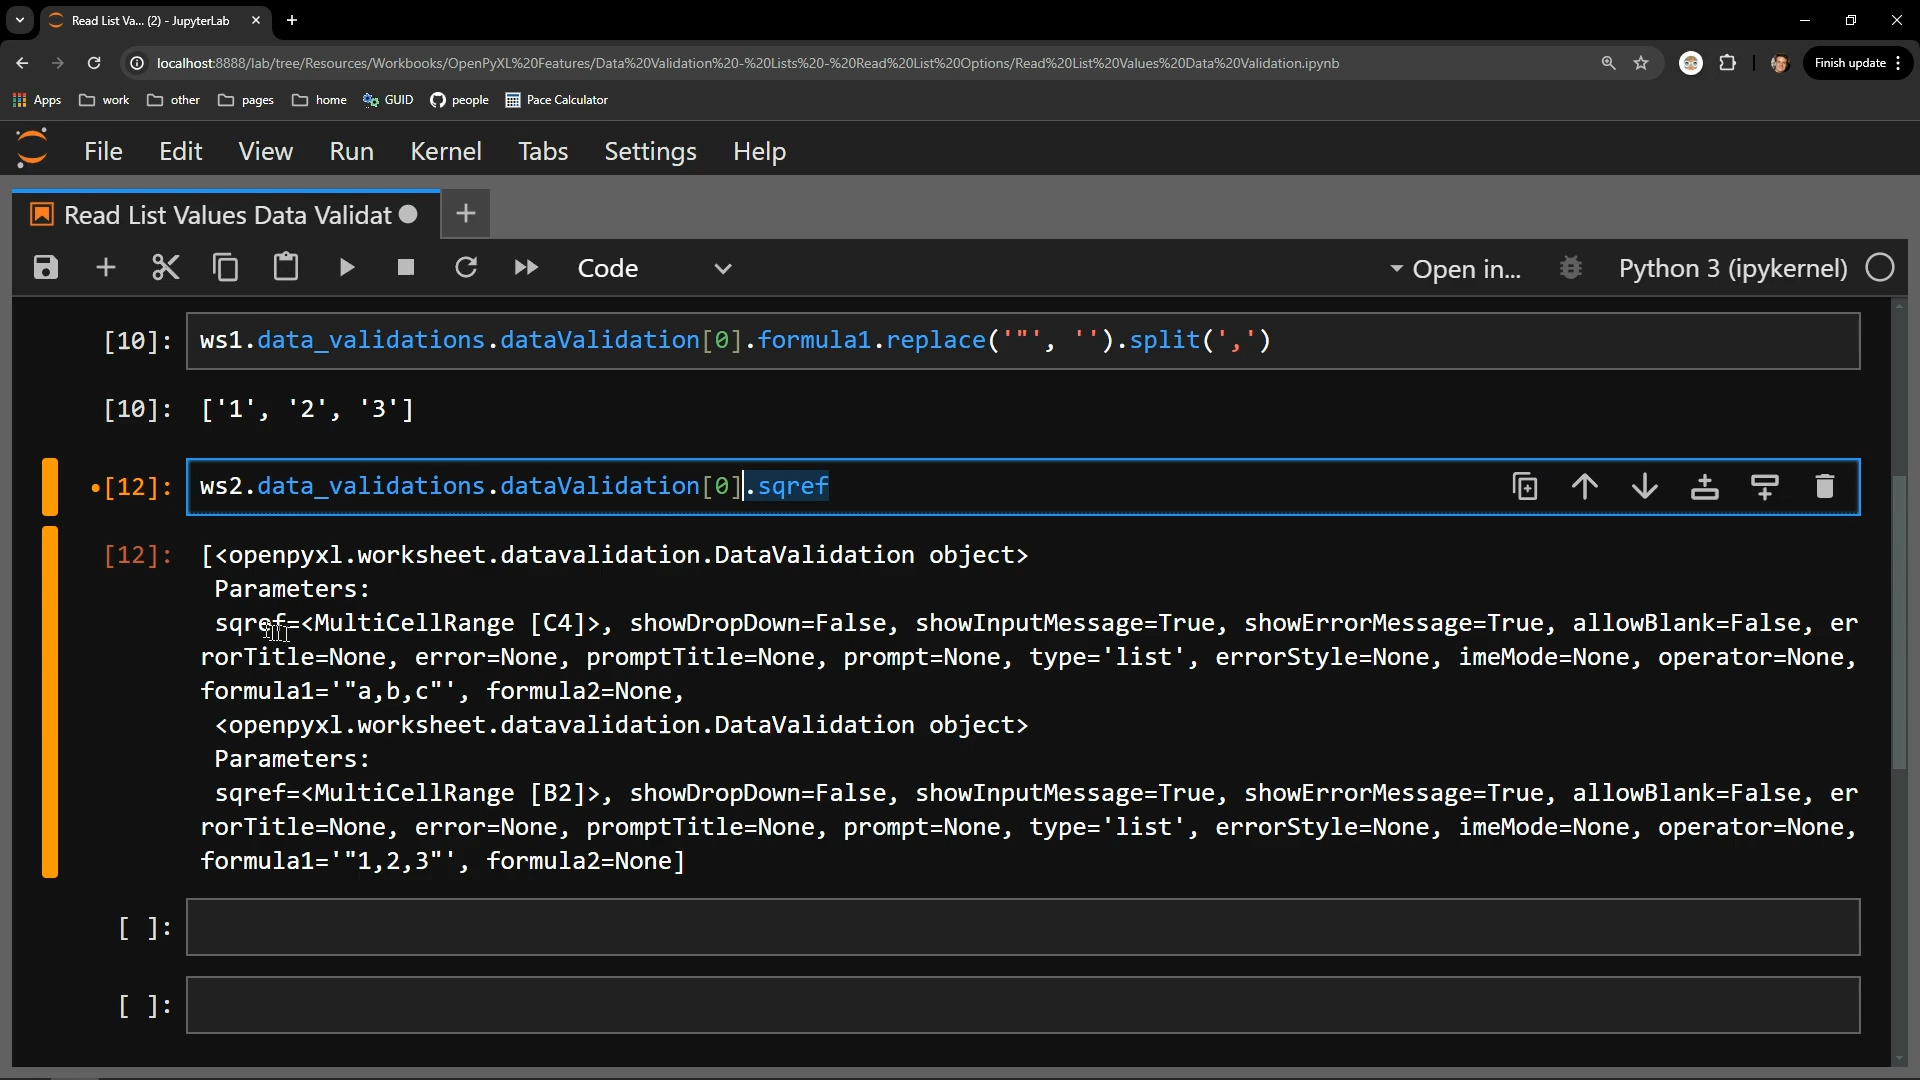 Read List Va... (2) - JupyterLab
localhost:8888/lab/tree/Resources/Workbooks/OpenPyXL%20Features/Data%20Validation%20-%20Lists%20-%20Read%20List%20Options/Read%20List%20Values%20Data%20Validation.ipynb
Finish update
Apps work other pages home GUID people Pace Calculator
File Edit View Run Kernel Tabs Settings Help
Read List Values Data Validat
Code Open in... Python 3 (ipykernel)
[10]: ws1.data_validations.dataValidation[0].formula1.replace('"', '').split(',')
[10]: ['1', '2', '3']
[12]: ws2.data_validations.dataValidation[0].sqref
[12]: [<openpyxl.worksheet.datavalidation.DataValidation object>
Parameters:
sqref=<MultiCellRange [C4]>, showDropDown=False, showInputMessage=True, showErrorMessage=True, allowBlank=False, er
rorTitle=None, error=None, promptTitle=None, prompt=None, type='list', errorStyle=None, imeMode=None, operator=None,
formula1='"a,b,c"', formula2=None,
<openpyxl.worksheet.datavalidation.DataValidation object>
Parameters:
sqref=<MultiCellRange [B2]>, showDropDown=False, showInputMessage=True, showErrorMessage=True, allowBlank=False, er
rorTitle=None, error=None, promptTitle=None, prompt=None, type='list', errorStyle=None, imeMode=None, operator=None,
formula1='"1,2,3"', formula2=None]
[ ]:
[ ]: